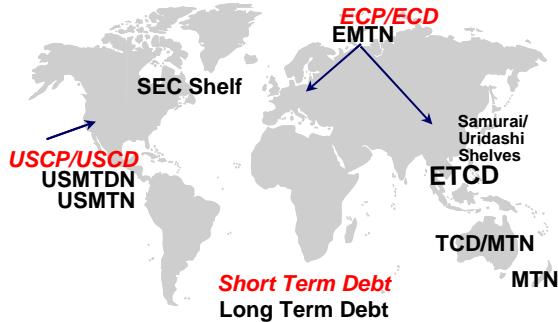 ECP/ECD
EMTN
SEC Shelf
Samurai/
Uridashi
Shelves
USCP/USCD
USMTDN
USMTN
ETCD
TCD/MTN
MTN
Short Term Debt
Long Term Debt